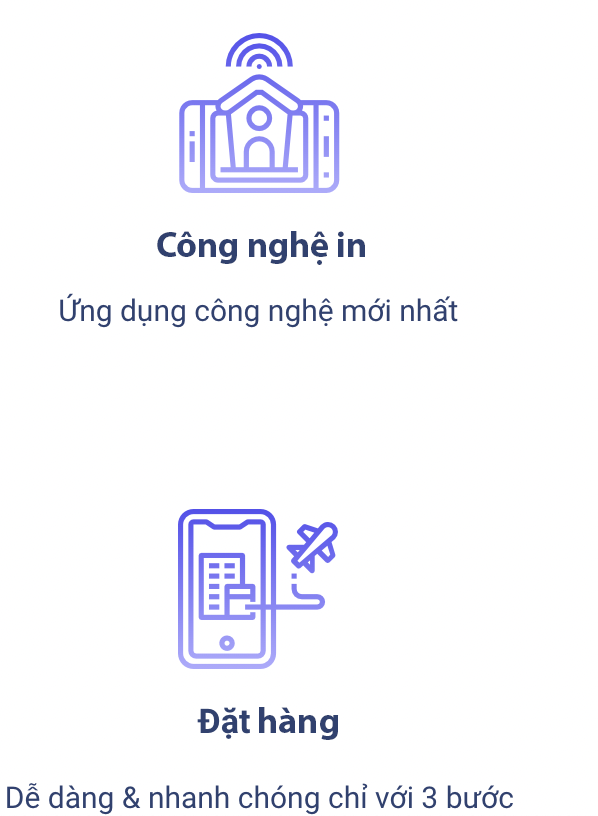 Công nghệ in
Ứng dụng công nghệ mới nhất
Đặt hàng
Dễ dàng & nhanh chóng chỉ với 3 bước